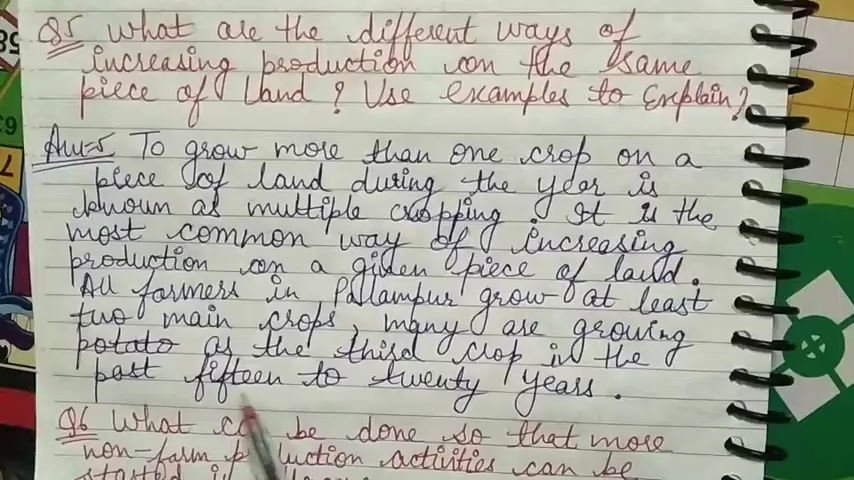 Q5 What are the different ways of
increasing production on the same
piece of Land ? Use examples to Explain?
Ans-5 To grow more than one crop on a
piece of land during the year is
known as multiple cropping. It is the
most common way of increasing
production on a given piece of land.
All farmers in Pallampur grow at least
two main crops, many are growing
potato as the third crop in the
past fifteen to twenty years.
Q6 What be done so that more
non-farm production activities can be
started